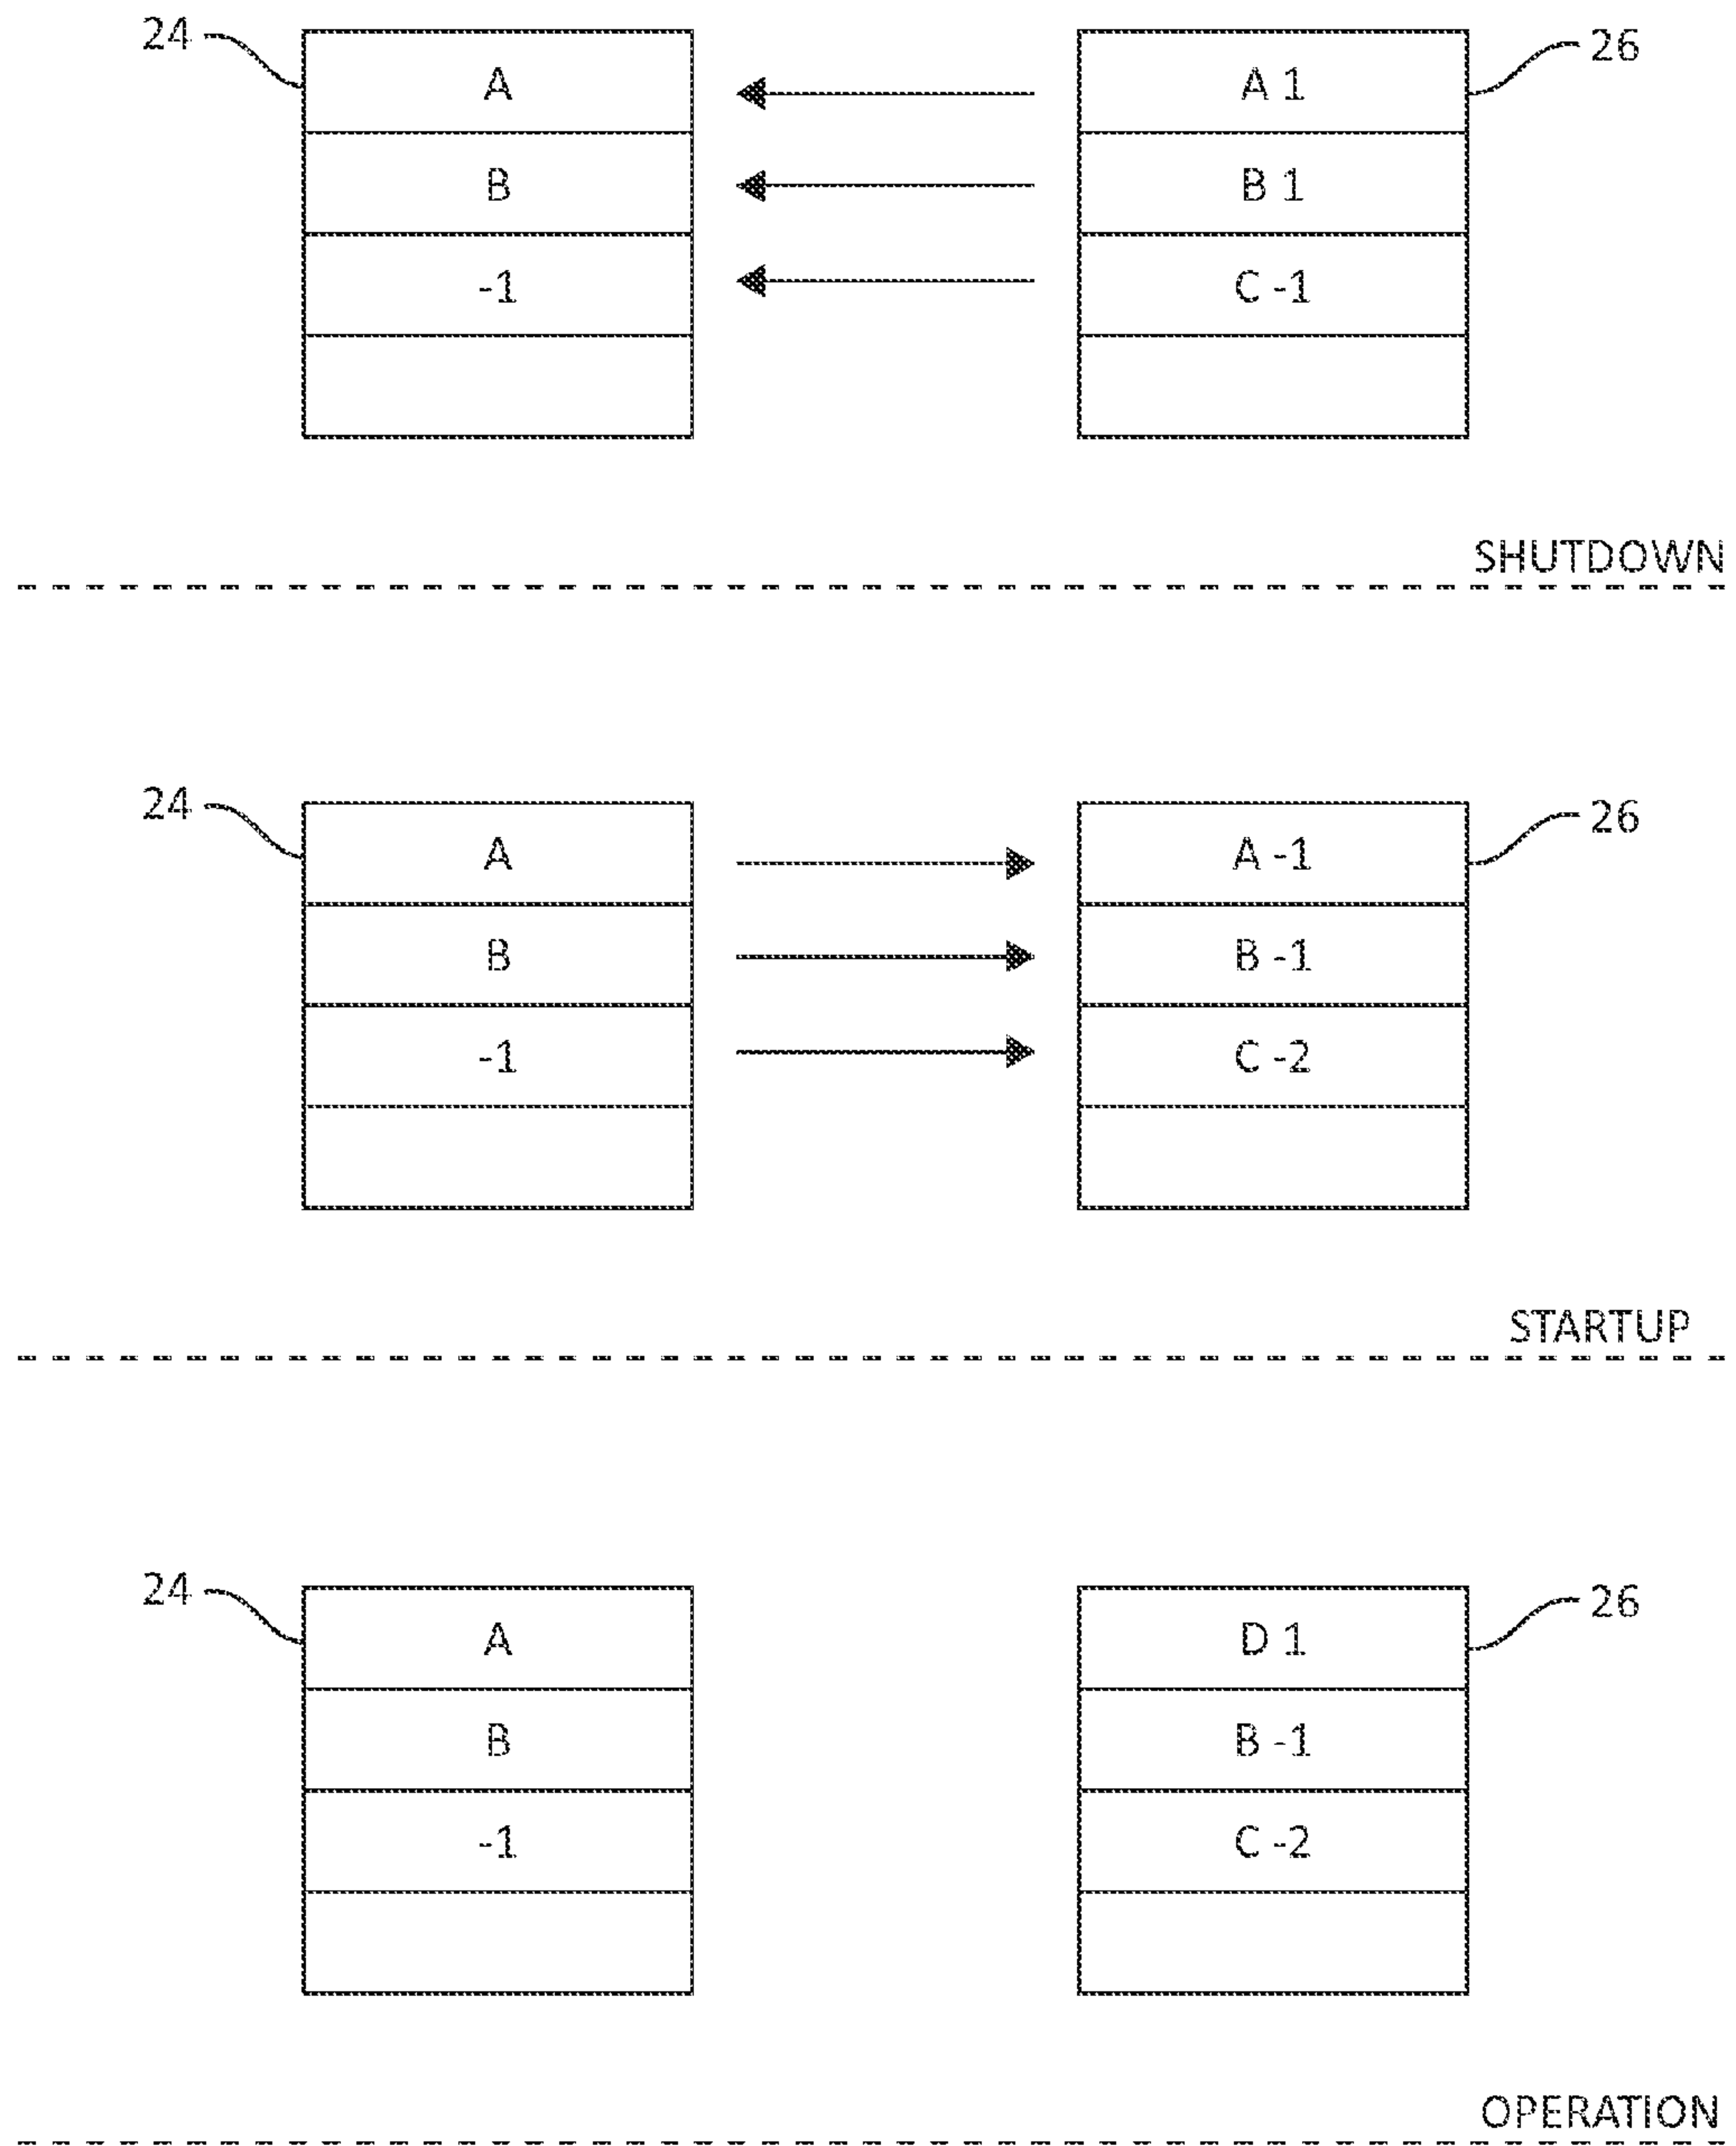 24 A A 1 26
B B 1
-1 C -1
SHUTDOWN
24 A A -1 26
B B -1
-1 C -2
STARTUP
24 A D 1 26
B B -1
-1 C -2
OPERATION